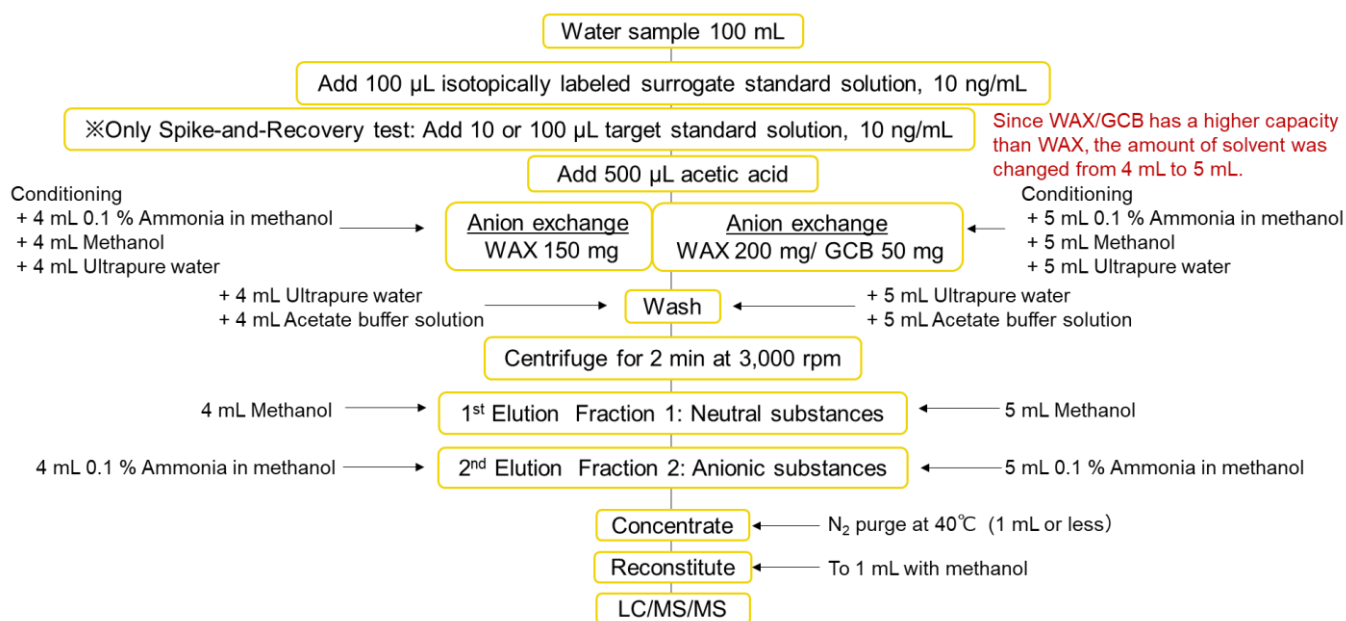 Water sample 100 mL
Add 100 µL isotopically labeled surrogate standard solution, 10 ng/mL
※Only Spike-and-Recovery test: Add 10 or 100 µL target standard solution, 10 ng/mL
Since WAX/GCB has a higher capacity
than WAX, the amount of solvent was
changed from 4 mL to 5 mL.
Add 500 µL acetic acid
Conditioning
+ 4 mL 0.1 % Ammonia in methanol
+ 4 mL Methanol
+ 4 mL Ultrapure water
Anion exchange
WAX 150 mg
Anion exchange
WAX 200 mg/ GCB 50 mg
Conditioning
+ 5 mL 0.1 % Ammonia in methanol
+ 5 mL Methanol
+ 5 mL Ultrapure water
+ 4 mL Ultrapure water
+ 4 mL Acetate buffer solution
Wash
+ 5 mL Ultrapure water
+ 5 mL Acetate buffer solution
Centrifuge for 2 min at 3,000 rpm
4 mL Methanol
1st Elution Fraction 1: Neutral substances
5 mL Methanol
4 mL 0.1 % Ammonia in methanol
2nd Elution Fraction 2: Anionic substances
5 mL 0.1 % Ammonia in methanol
Concentrate
N2 purge at 40℃ (1 mL or less)
Reconstitute
To 1 mL with methanol
LC/MS/MS